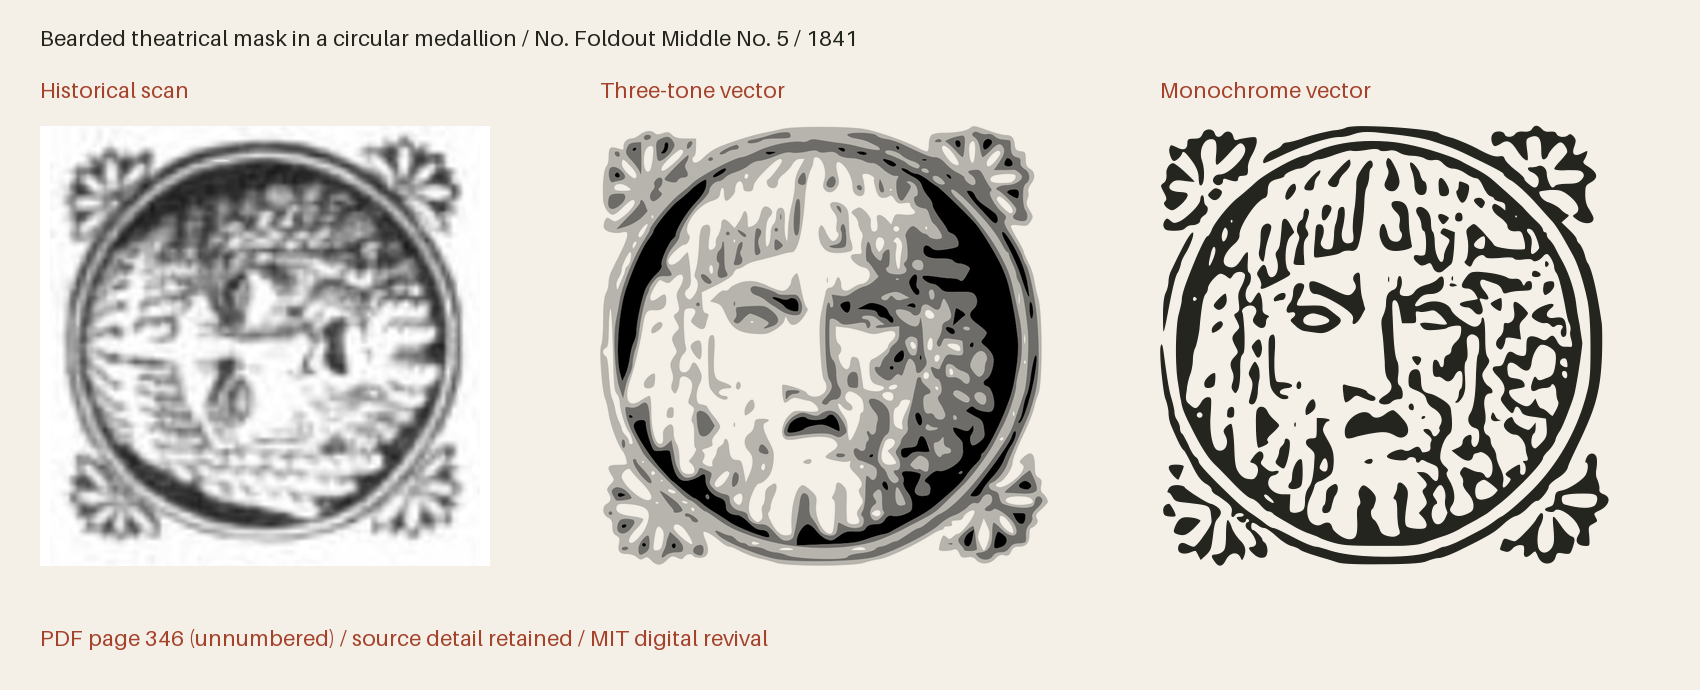 Bearded theatrical mask in a circular medallion / No. Foldout Middle No. 5 / 1841
Historical scan
Three-tone vector
Monochrome vector
PDF page 346 (unnumbered) / source detail retained / MIT digital revival